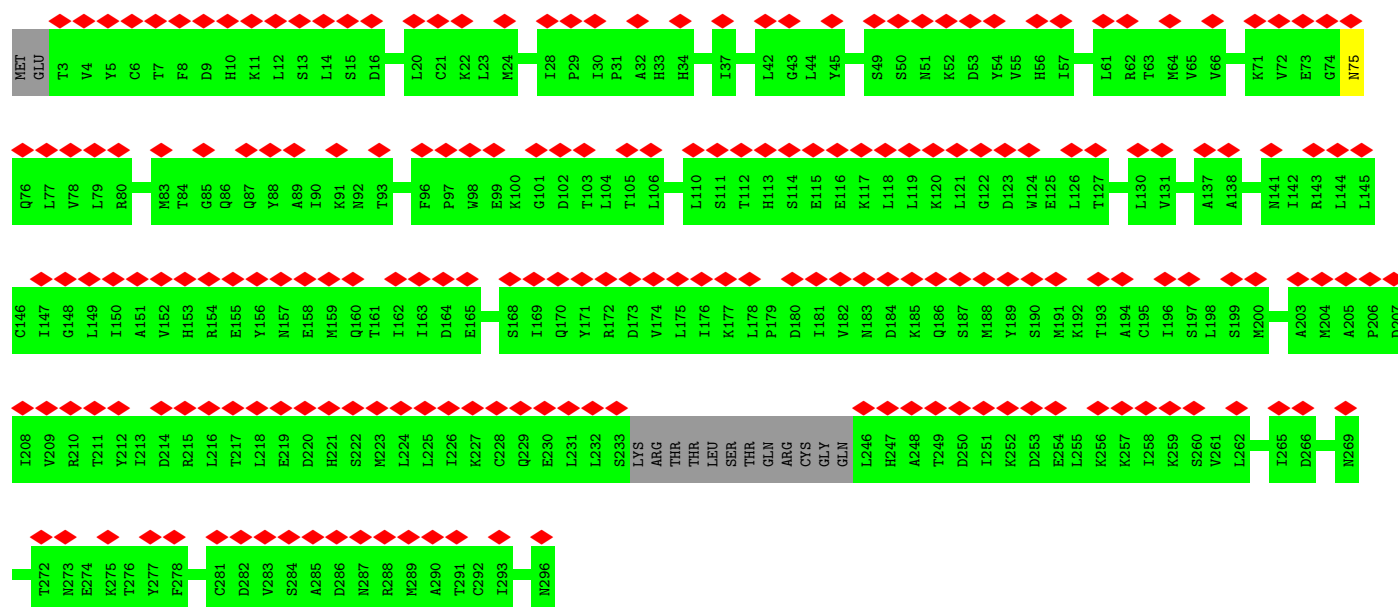 MET GLU T3 V4 Y5 C6 T7 F8 D9 H10 K11 L12 S13 L14 S15 D16 L20 C21 K22 L23 M24 I28 P29 I30 P31 A32 H33 H34 I37 L42 G43 L44 Y45 S49 S50 N51 K52 D53 Y54 V55 H56 I57 L61 R62 T63 M64 V65 V66 K71 V72 E73 G74 N75
Q76 L77 V78 L79 R80 M83 T84 G85 Q86 Q87 Y88 A89 I90 K91 N92 T93 F96 P97 W98 E99 K100 G101 D102 T103 L104 T105 L106 L110 S111 T112 H113 S114 E115 E116 K117 L118 L119 K120 L121 G122 D123 W124 E125 L126 T127 L130 V131 A137 A138 N141 I142 R143 L144 L145
C146 I147 G148 L149 I150 A151 V152 H153 R154 E155 Y156 N157 E158 M159 Q160 T161 I162 I163 D164 E165 S168 I169 Q170 Y171 R172 D173 V174 L175 I176 K177 L178 P179 D180 I181 V182 N183 D184 K185 Q186 S187 M188 Y189 S190 M191 K192 T193 A194 C195 I196 S197 L198 S199 M200 A203 M204 A205 P206 D207
I208 V209 R210 T211 Y212 I213 D214 R215 L216 T217 L218 E219 D220 H221 S222 M223 L224 L225 I226 K227 C228 Q229 E230 L231 L232 S233 LYS ARG THR THR LEU SER THR GLN ARG CYS GLY GLN L246 H247 A248 T249 D250 I251 K252 D253 E254 L255 K256 K257 I258 K259 S260 V261 L262 I265 D266 N269
T272 N273 E274 K275 T276 Y277 F278 C281 D282 V283 S284 A285 D286 N287 R288 M289 A290 T291 C292 I293 N296